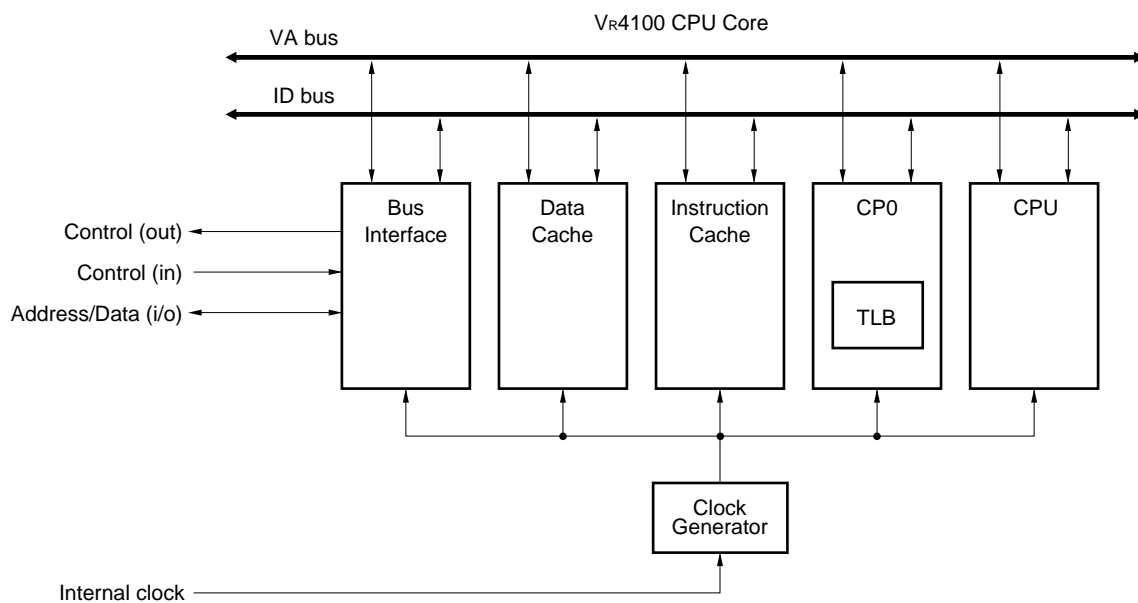 VR4100 CPU Core
VA bus
ID bus
Bus
Interface
Data
Cache
Instruction
Cache
CP0
CPU
TLB
Control (out)
Control (in)
Address/Data (i/o)
Clock
Generator
Internal clock